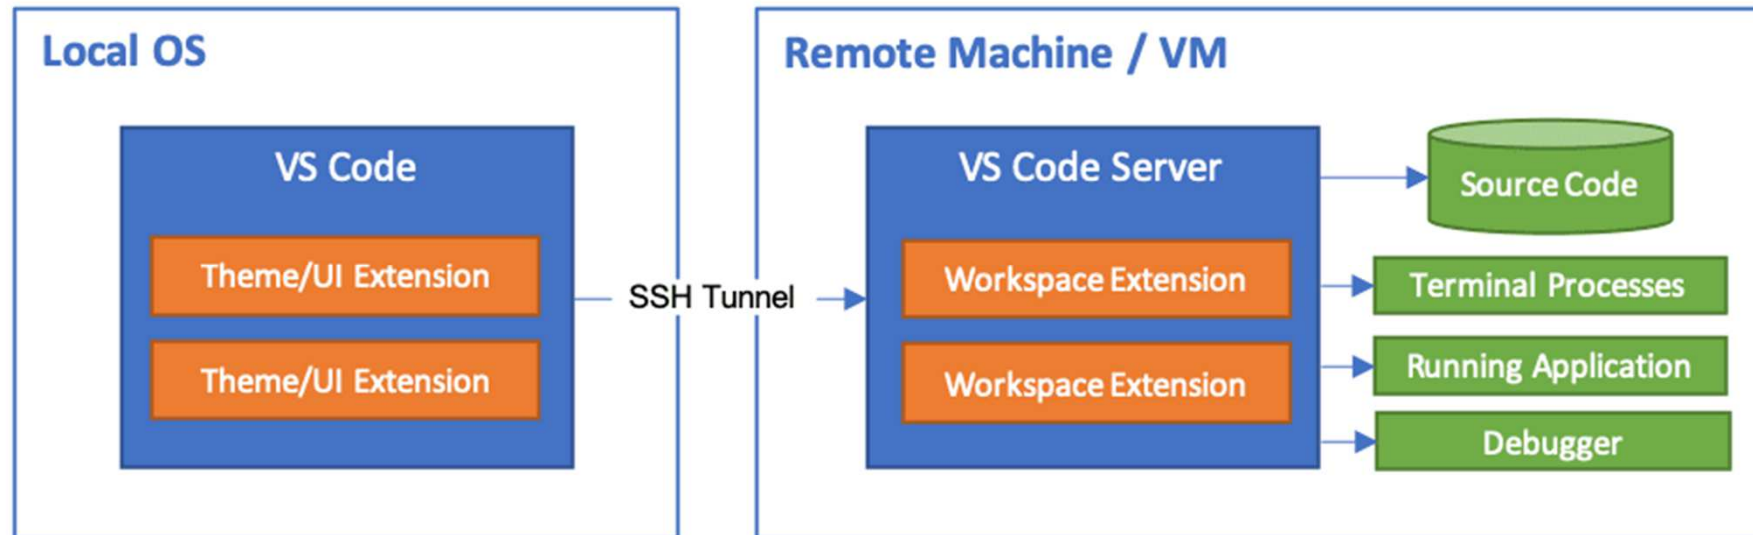 Local OS
VS Code
Theme/UI Extension
Theme/UI Extension
SSH Tunnel
Remote Machine / VM
VS Code Server
Workspace Extension
Workspace Extension
Source Code
Terminal Processes
Running Application
Debugger